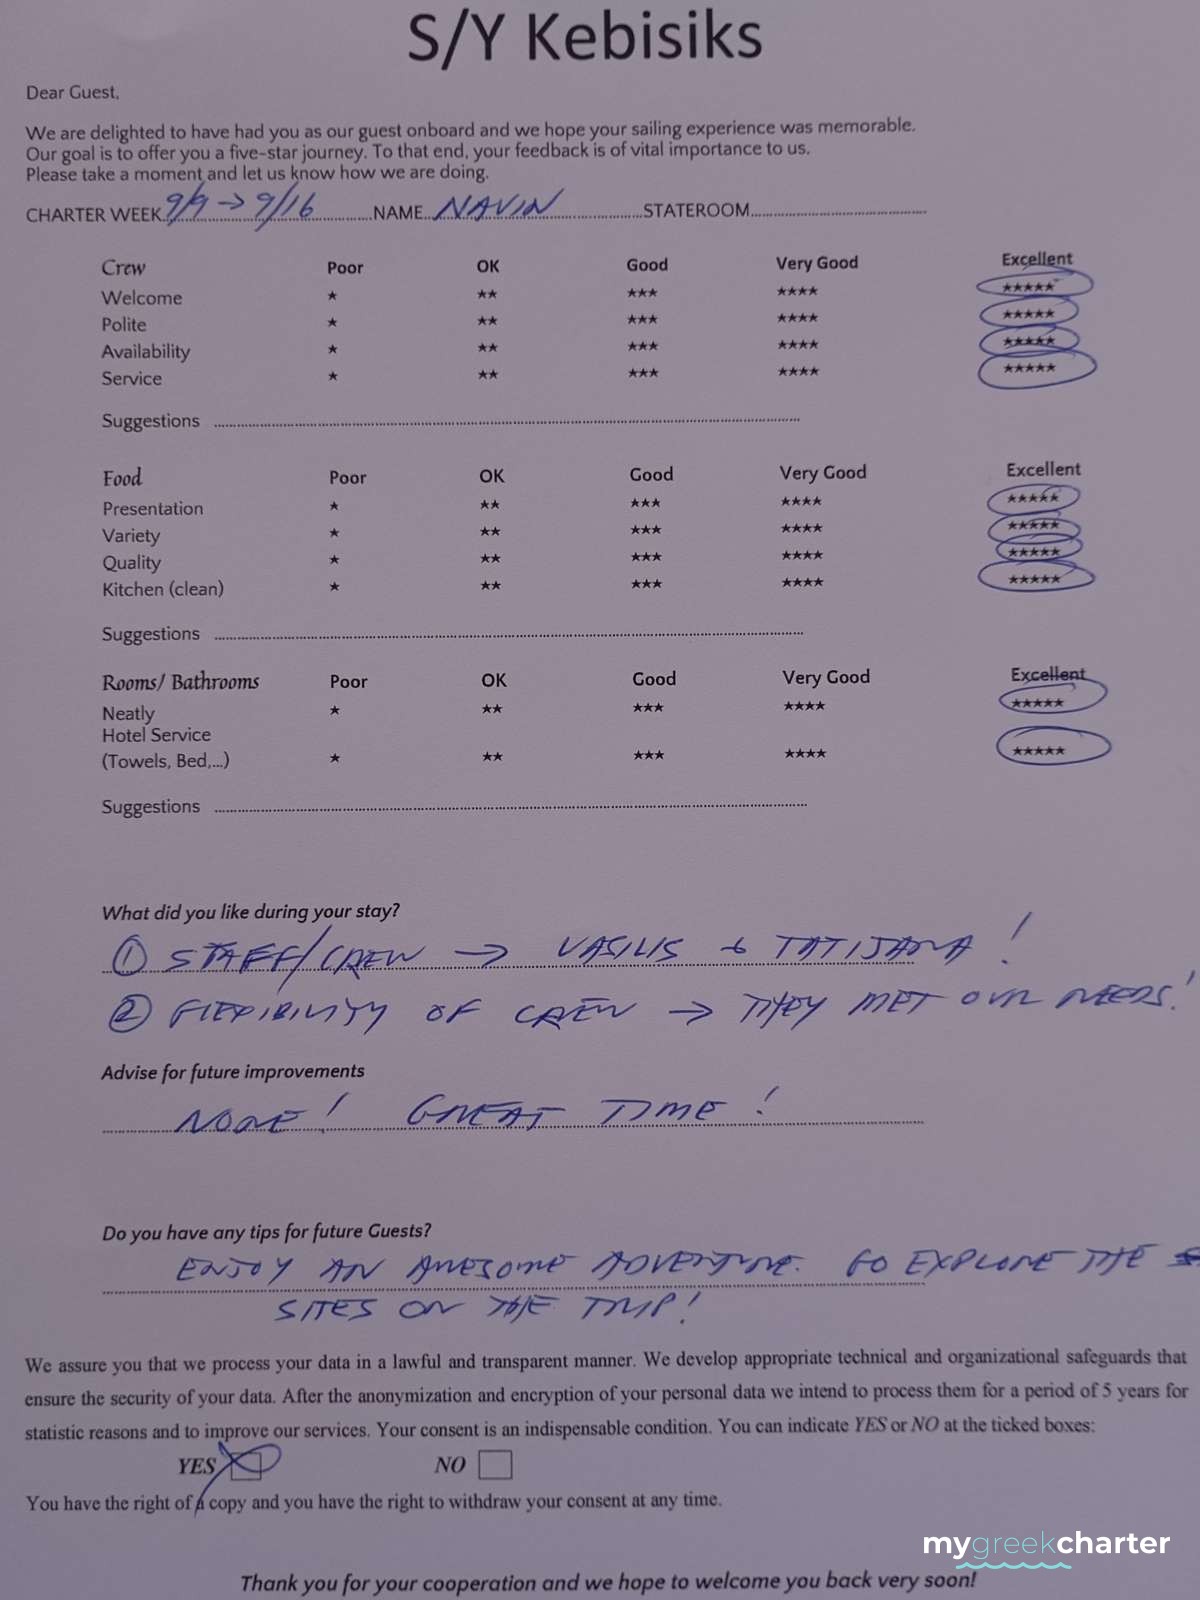 S/Y Kebisiks
Dear Guest,
We are delighted to have had you as our guest onboard and we hope your sailing experience was memorable.
Our goal is to offer you a five-star journey. To that end, your feedback is of vital importance to us.
Please take a moment and let us know how we are doing.
CHARTER WEEK 9/9 → 9/16 NAME NAVIN STATEROOM
Crew Poor OK Good Very Good Excellent
Welcome ★ ★★ ★★★ ★★★★ ★★★★★
Polite ★ ★★ ★★★ ★★★★ ★★★★★
Availability ★ ★★ ★★★ ★★★★ ★★★★★
Service ★ ★★ ★★★ ★★★★ ★★★★★
Suggestions
Food Poor OK Good Very Good Excellent
Presentation ★ ★★ ★★★ ★★★★ ★★★★★
Variety ★ ★★ ★★★ ★★★★ ★★★★★
Quality ★ ★★ ★★★ ★★★★ ★★★★★
Kitchen (clean) ★ ★★ ★★★ ★★★★ ★★★★★
Suggestions
Rooms/ Bathrooms Poor OK Good Very Good Excellent
Neatly ★ ★★ ★★★ ★★★★ ★★★★★
Hotel Service
(Towels, Bed,...) ★ ★★ ★★★ ★★★★ ★★★★★
Suggestions
What did you like during your stay?
① STAFF/CREW → VASILIS + TATIJANA!
② FLEXIBILITY OF CREW → THEY MET OUR NEEDS!
Advise for future improvements
NONE! GREAT TIME!
Do you have any tips for future Guests?
ENJOY AN AWESOME ADVENTURE. GO EXPLORE THE
SITES ON THE TRIP!
We assure you that we process your data in a lawful and transparent manner. We develop appropriate technical and organizational safeguards that
ensure the security of your data. After the anonymization and encryption of your personal data we intend to process them for a period of 5 years for
statistic reasons and to improve our services. Your consent is an indispensable condition. You can indicate YES or NO at the ticked boxes:
YES NO
You have the right of a copy and you have the right to withdraw your consent at any time.
mygreekcharter
Thank you for your cooperation and we hope to welcome you back very soon!